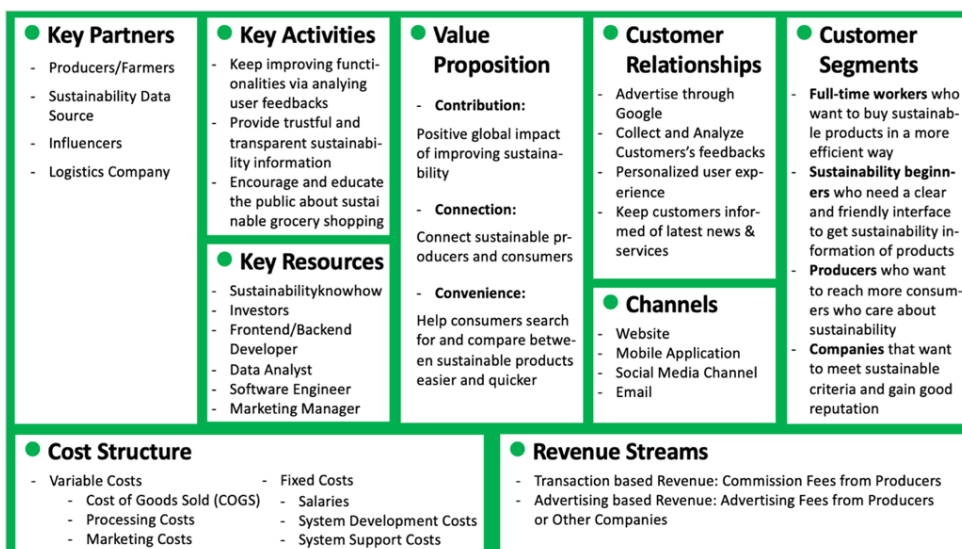 Key Partners
- Producers/Farmers
- Sustainability Data
Source
- Influencers
- Logistics Company
Key Activities
- Keep improving functi-
onalities via analying
user feedbacks
- Provide trustful and
transparent sustainabi-
lity information
- Encourage and educate
the public about sustai
nable grocery shopping
Key Resources
- Sustainabilityknowhow
- Investors
- Frontend/Backend
Developer
- Data Analyst
- Software Engineer
- Marketing Manager
Value
Proposition
- Contribution:
Positive global impact
of improving sustaina-
bility
- Connection:
Connect sustainable pr-
oducers and consumers
- Convenience:
Help consumers search
for and compare betwe-
en sustainable products
easier and quicker
Customer
Relationships
- Advertise through
Google
- Collect and Analyze
Customers's feedbacks
- Personalized user exp-
erience
- Keep customers infor-
med of latest news &
services
Channels
- Website
- Mobile Application
- Social Media Channel
- Email
Customer
Segments
- Full-time workers who
want to buy sustainab-
le products in a more
efficient way
- Sustainability beginn-
ers who need a clear
and friendly interface
to get sustainability in-
formation of products
- Producers who want
to reach more consum-
ers who care about
sustainability
- Companies that want
to meet sustainable
criteria and gain good
reputation
Cost Structure
- Variable Costs
- Cost of Goods Sold (COGS)
- Processing Costs
- Marketing Costs
- Fixed Costs
- Salaries
- System Development Costs
- System Support Costs
Revenue Streams
- Transaction based Revenue: Commission Fees from Producers
- Advertising based Revenue: Advertising Fees from Producers
or Other Companies